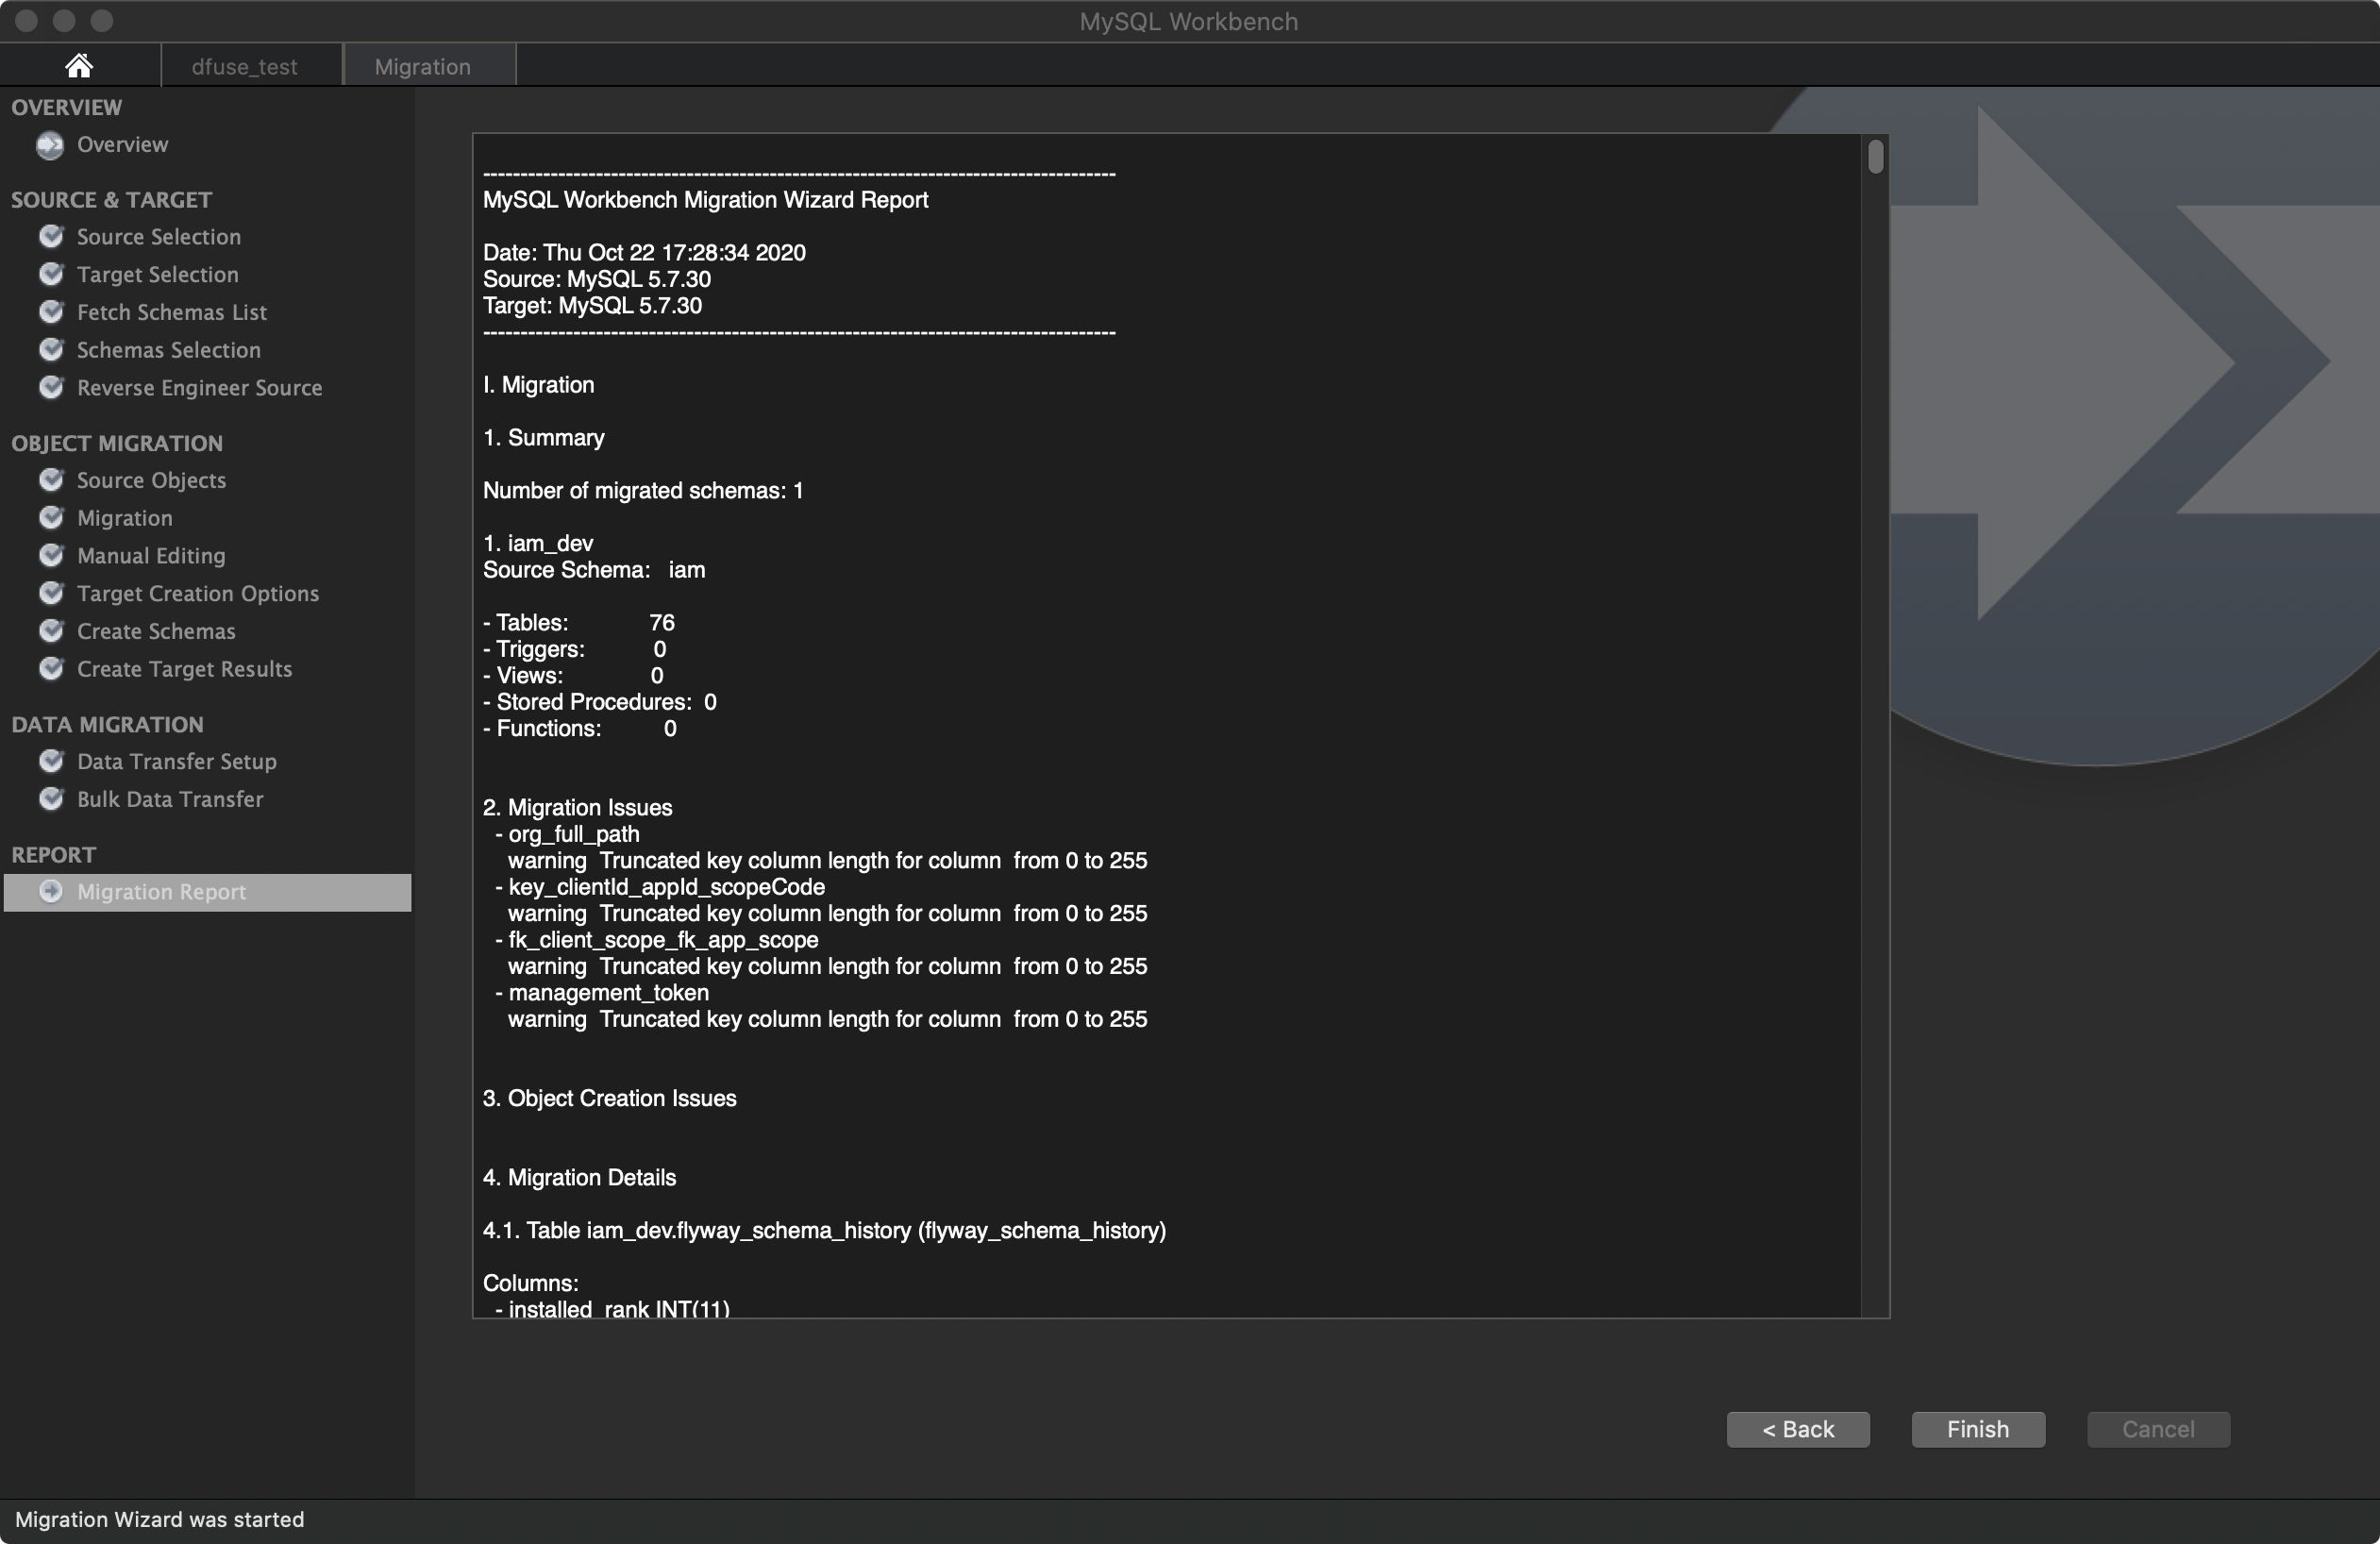 MySQL Workbench
dfuse_test
Migration
OVERVIEW
Overview
SOURCE & TARGET
Source Selection
Target Selection
Fetch Schemas List
Schemas Selection
Reverse Engineer Source
OBJECT MIGRATION
Source Objects
Migration
Manual Editing
Target Creation Options
Create Schemas
Create Target Results
DATA MIGRATION
Data Transfer Setup
Bulk Data Transfer
REPORT
Migration Report
------------------------------------------------------------------------------------
MySQL Workbench Migration Wizard Report
Date: Thu Oct 22 17:28:34 2020
Source: MySQL 5.7.30
Target: MySQL 5.7.30
------------------------------------------------------------------------------------
I. Migration
1. Summary
Number of migrated schemas: 1
1. iam_dev
Source Schema:   iam
- Tables:             76
- Triggers:           0
- Views:              0
- Stored Procedures:  0
- Functions:          0
2. Migration Issues
- org_full_path
warning  Truncated key column length for column  from 0 to 255
- key_clientId_appId_scopeCode
warning  Truncated key column length for column  from 0 to 255
- fk_client_scope_fk_app_scope
warning  Truncated key column length for column  from 0 to 255
- management_token
warning  Truncated key column length for column  from 0 to 255
3. Object Creation Issues
4. Migration Details
4.1. Table iam_dev.flyway_schema_history (flyway_schema_history)
Columns:
- installed_rank INT(11)
< Back
Finish
Cancel
Migration Wizard was started